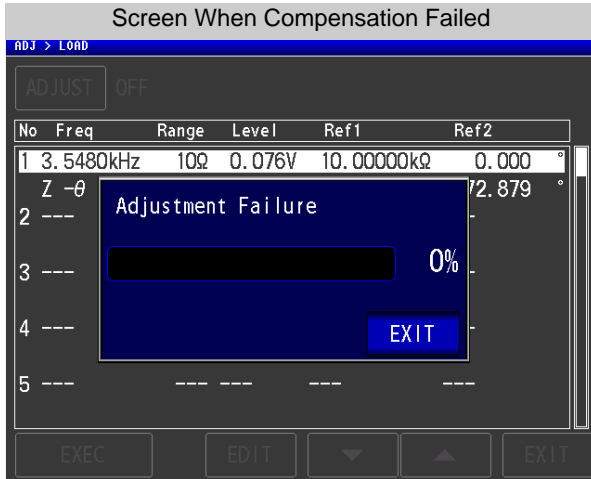 Screen When Compensation Failed
ADJ > LOAD
ADJUST OFF
No Freq Range Level Ref1 Ref2
1 3.5480kHz 10Ω 0.076V 10.00000kΩ 0.000 °
Z -θ 72.879 °
Adjustment Failure
2 ---
0%
3 ---
4 ---
EXIT
5 --- --- --- --- ---
EXEC EDIT ▼ ▲ EXIT